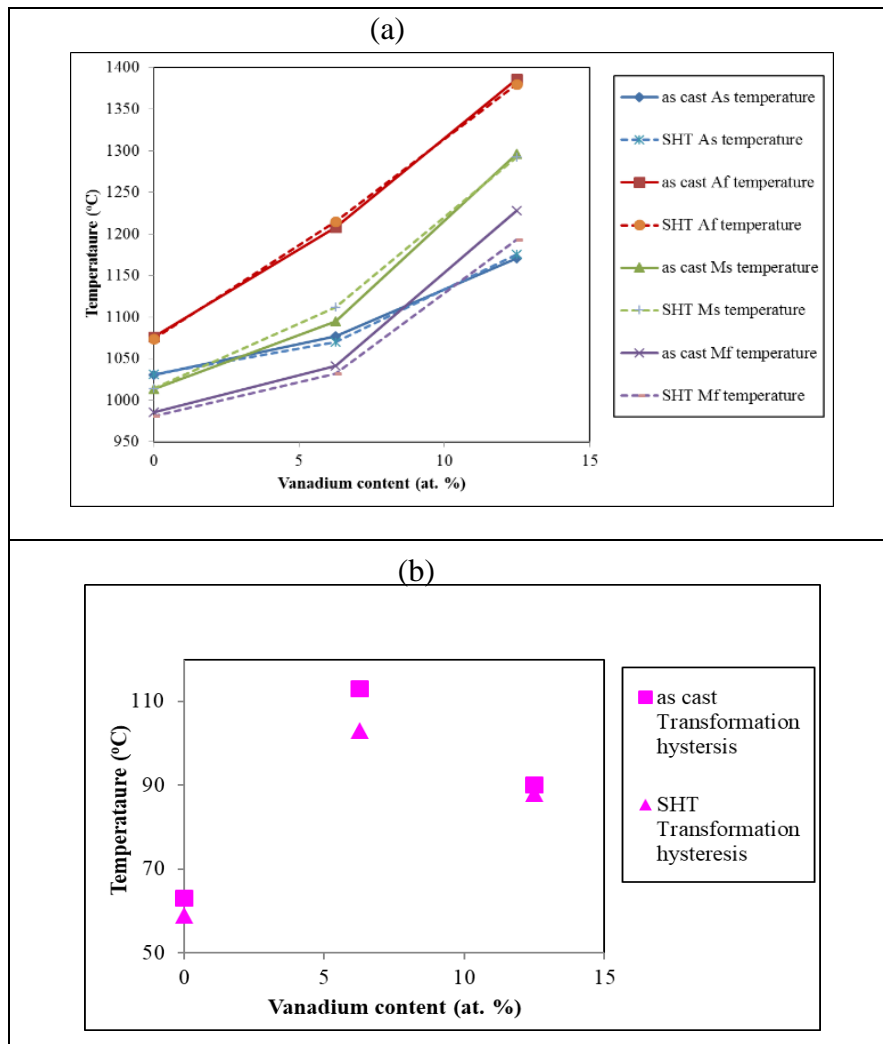 (a)
1400
1350
1300
1250
1200
1150
1100
1050
1000
950
Temperataure (°C)
0
5
10
15
Vanadium content (at. %)
as cast As temperature
SHT As temperature
as cast Af temperature
SHT Af temperature
as cast Ms temperature
SHT Ms temperature
as cast Mf temperature
SHT Mf temperature
(b)
110
90
70
50
Temperataure (°C)
0
5
10
15
Vanadium content (at. %)
as cast
Transformation
hystersis
SHT
Transformation
hysteresis